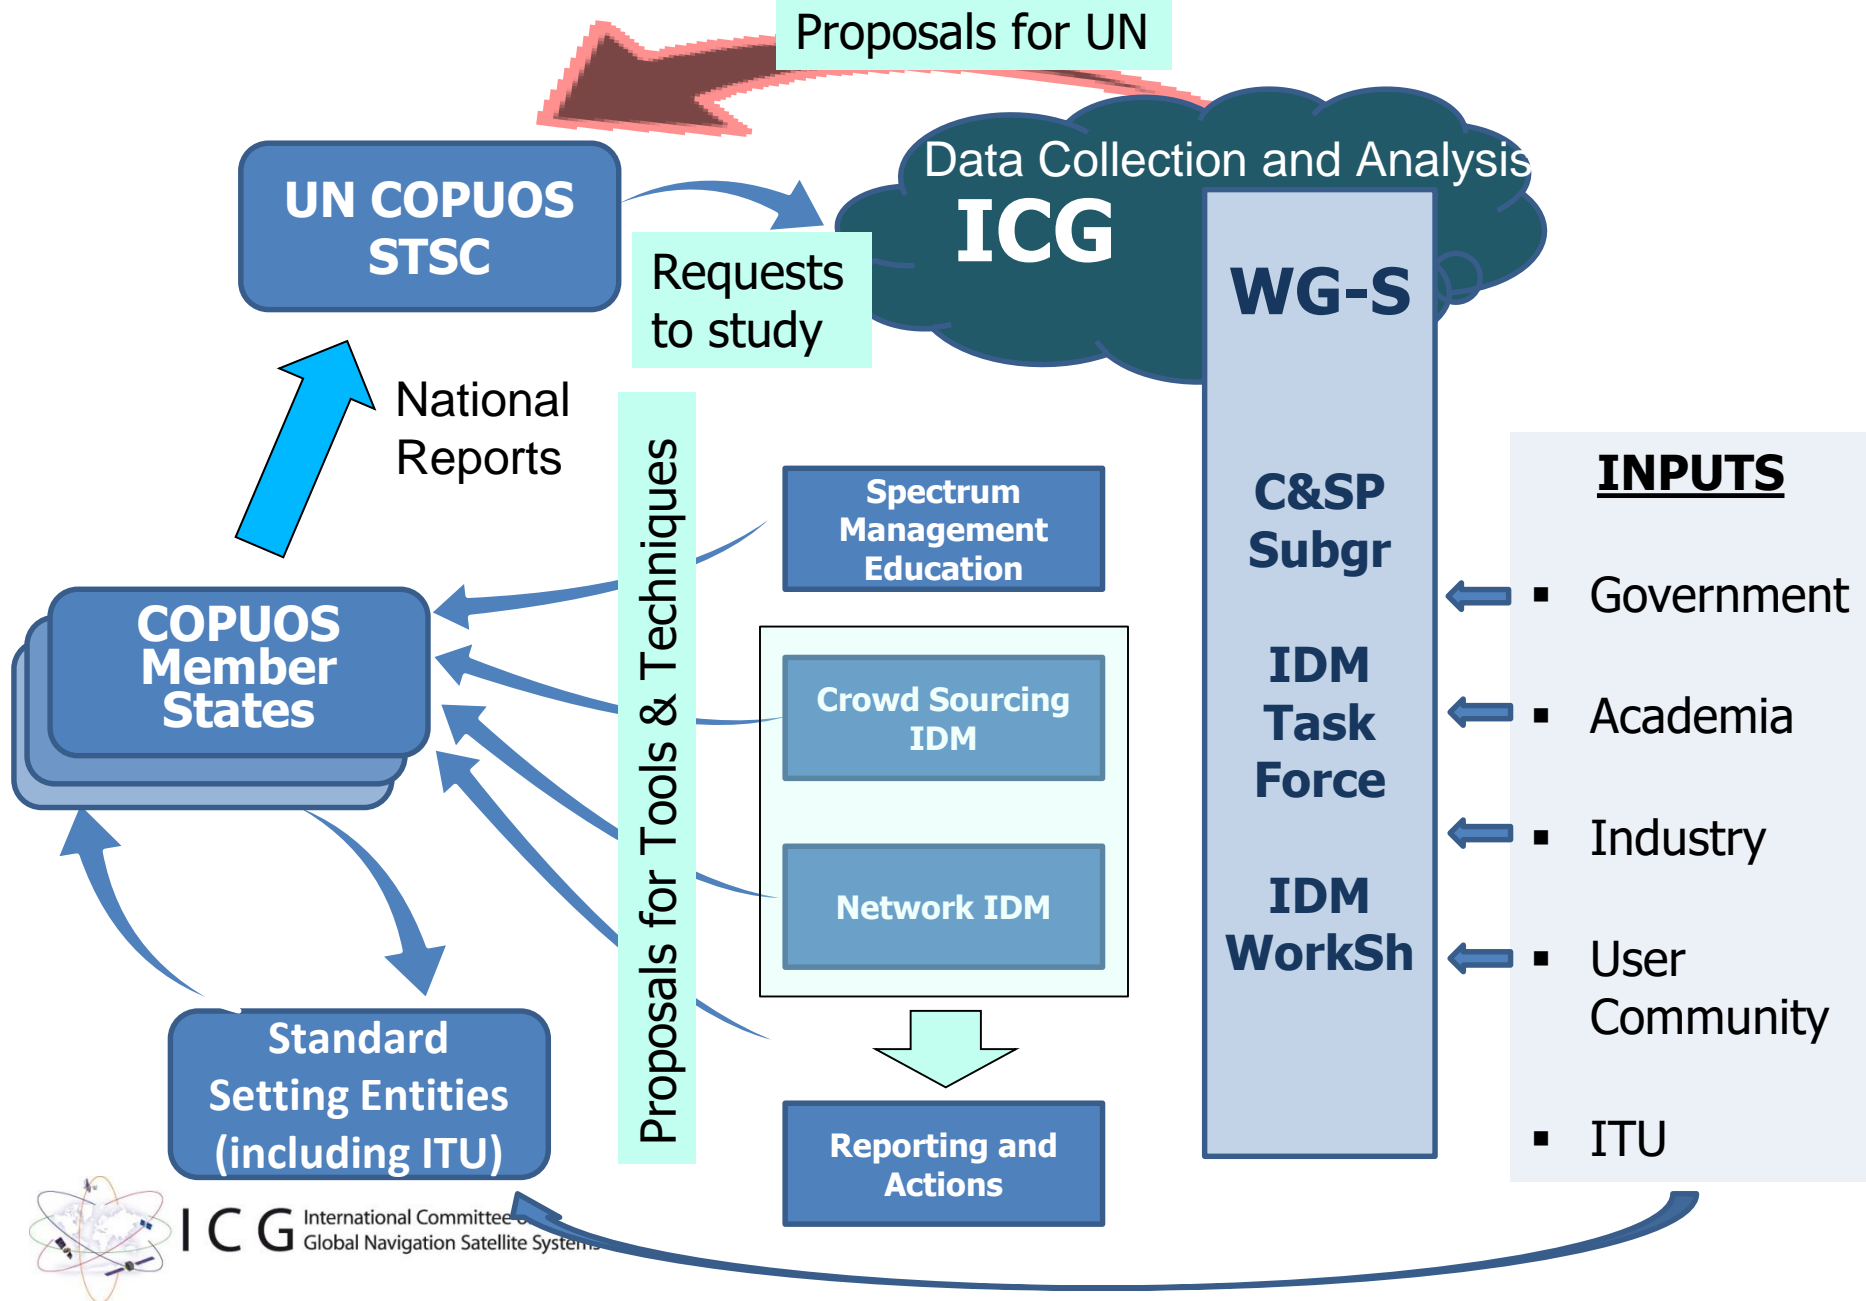 Proposals for UN
Data Collection and Analysis
ICG
UN COPUOS
STSC
Requests
to study
WG-S
National
Reports
Proposals for Tools & Techniques
Spectrum
Management
Education
C&SP
Subgr
INPUTS
▪ Government
COPUOS
Member
States
Crowd Sourcing
IDM
IDM
Task
Force
▪ Academia
▪ Industry
Network IDM
IDM
WorkSh
▪ User
Community
Standard
Setting Entities
(including ITU)
Reporting and
Actions
▪ ITU
ICG
International Committee
Global Navigation Satellite Systems